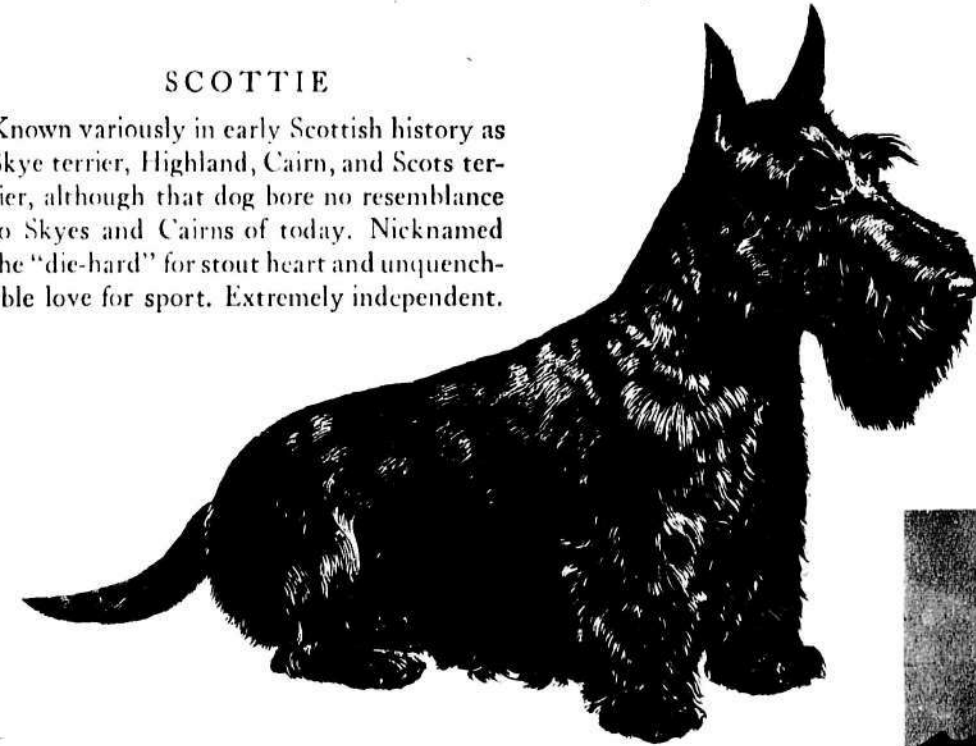 SCOTTIE
Known variously in early Scottish history as
Skye terrier, Highland, Cairn, and Scots ter-
ier, although that dog bore no resemblance
o Skyes and Cairns of today. Nicknamed
he "die-hard" for stout heart and unquench-
ble love for sport. Extremely independent.